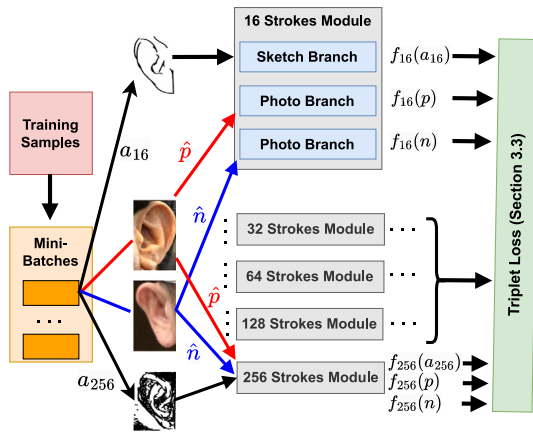 16 Strokes Module
Sketch Branch
Photo Branch
Photo Branch
f₁₆(a₁₆)
f₁₆(p)
f₁₆(n)
Training
Samples
a₁₆
p̂
n̂
Mini-
Batches
...
32 Strokes Module
...
64 Strokes Module
...
128 Strokes Module
...
p̂
n̂
a₂₅₆
256 Strokes Module
f₂₅₆(a₂₅₆)
f₂₅₆(p)
f₂₅₆(n)
Triplet Loss (Section 3.3)